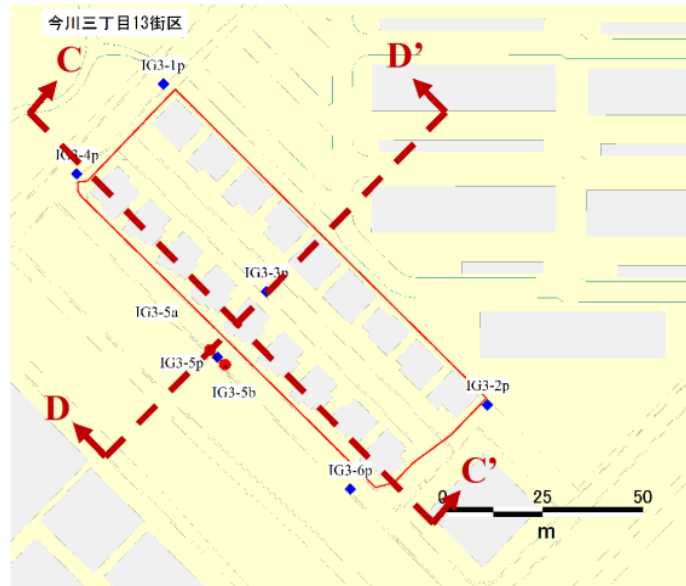 今川三丁目13街区
C
D'
IG3-1p
IG3-4p
IG3-3p
IG3-5a
IG3-5p
IG3-5b
IG3-2p
D
IG3-6p
C'
0 25 50
m